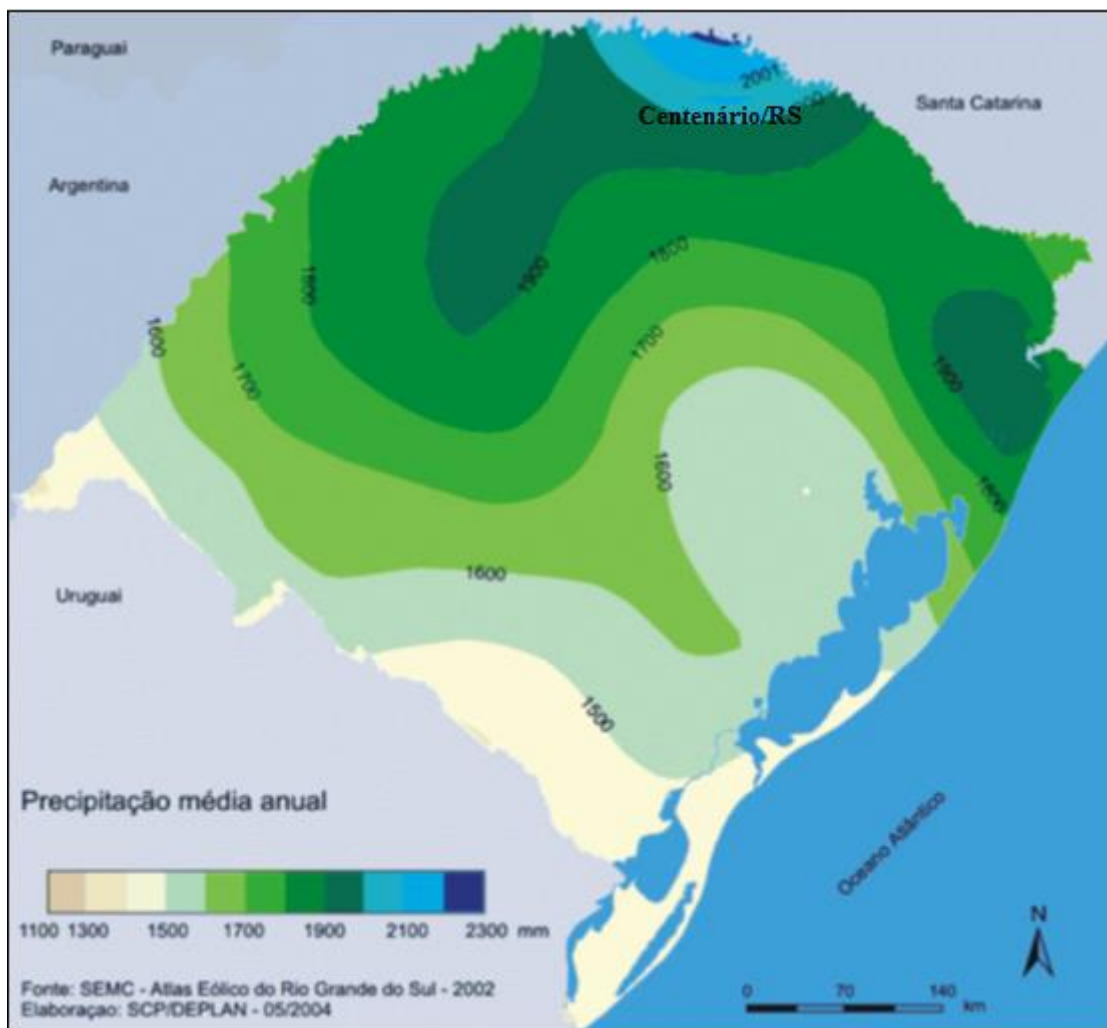 Paraguai
Santa Catarina
2001
Centenário/RS
Argentina
1800
1800
1900
1600
1700
1700
1900
1600
1800
1600
Uruguai
1500
Precipitação média anual
Oceano Atlântico
1100 1300 1500 1700 1900 2100 2300 mm
N
Fonte: SEMC - Atlas Eólico do Rio Grande do Sul - 2002
Elaboraçao: SCP/DEPLAN - 05/2004
0 70 140
km